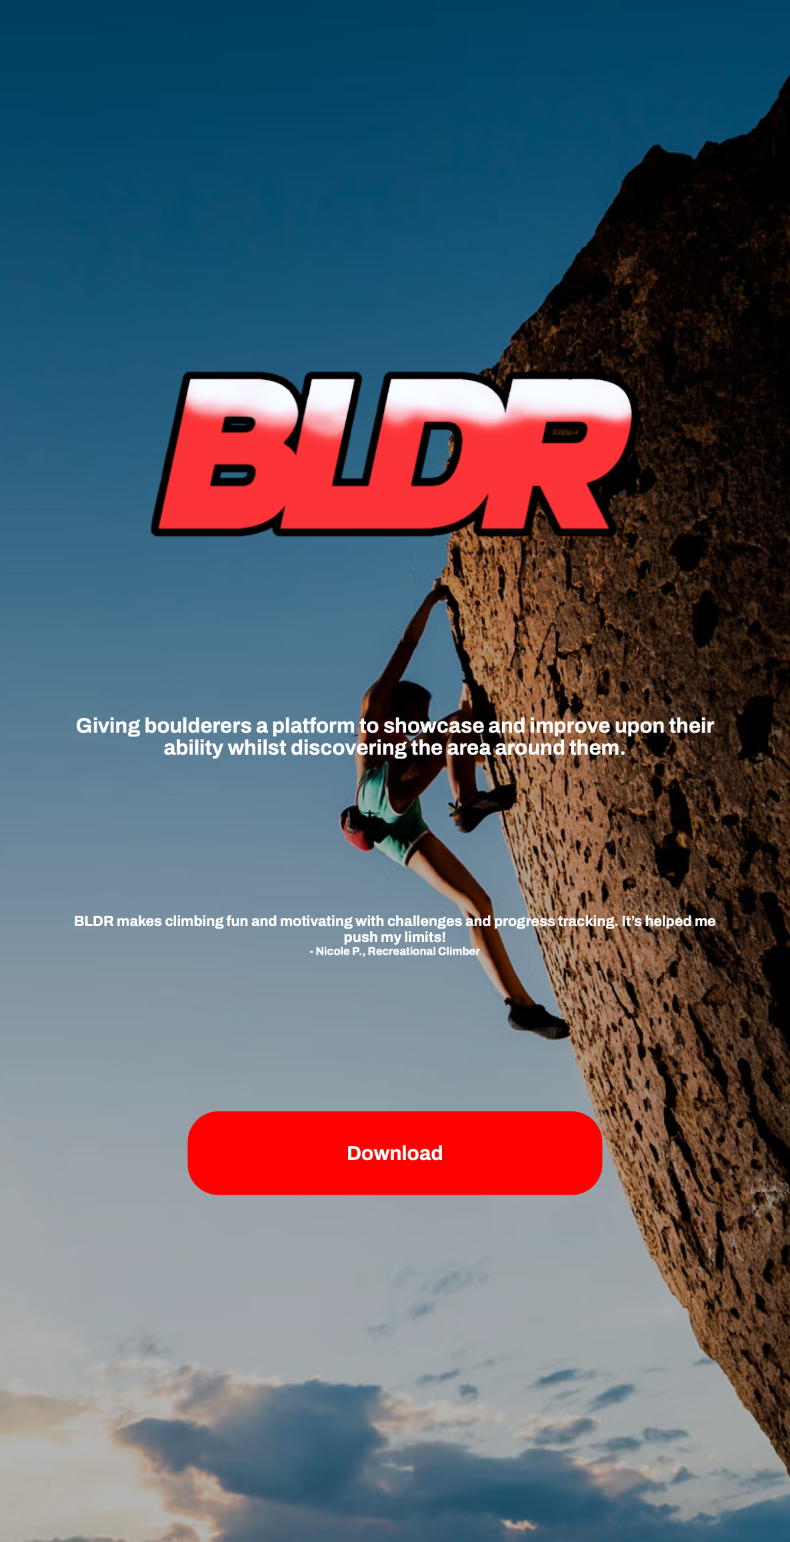 BLDR
Giving boulderers a platform to showcase and improve upon their
ability whilst discovering the area around them.
BLDR makes climbing fun and motivating with challenges and progress tracking. It’s helped me
push my limits!
- Nicole P., Recreational Climber
Download